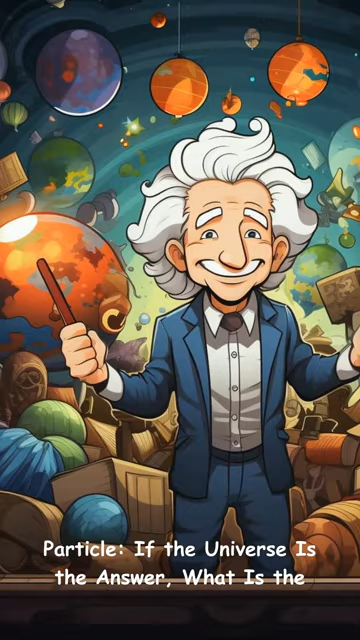 Particle: If the Universe Is
the Answer, What Is the